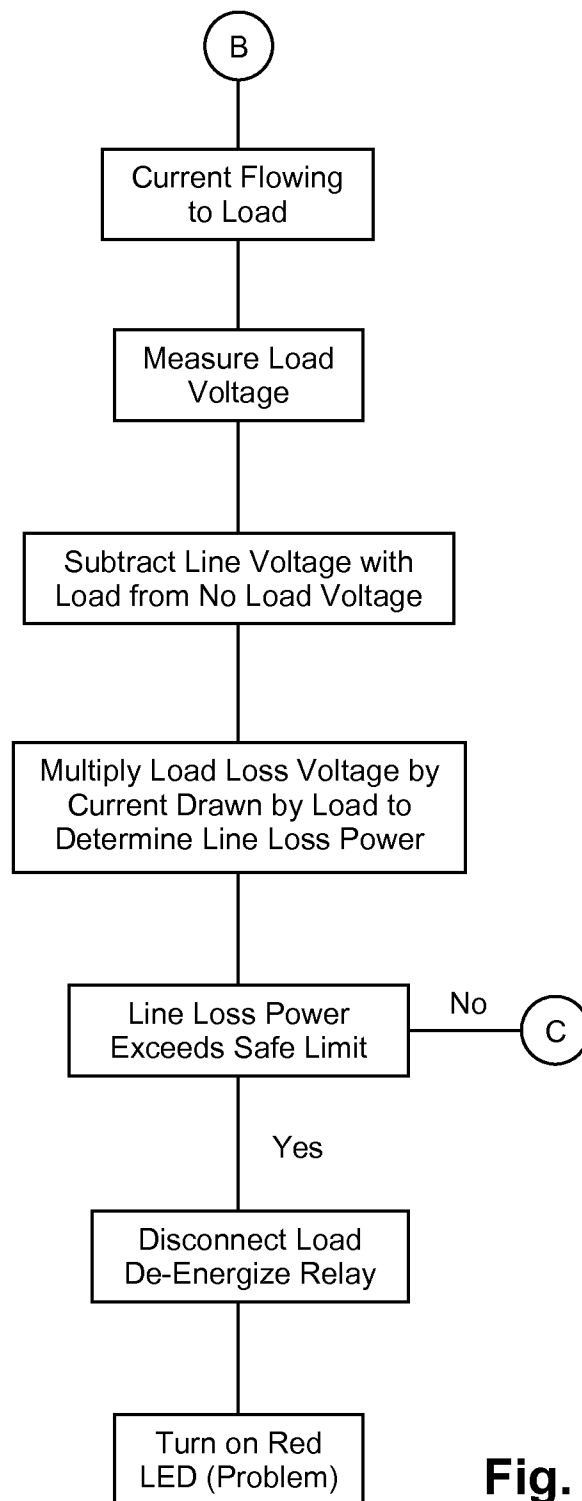 B
Current Flowing
to Load
Measure Load
Voltage
Subtract Line Voltage with
Load from No Load Voltage
Multiply Load Loss Voltage by
Current Drawn by Load to
Determine Line Loss Power
Line Loss Power
Exceeds Safe Limit
No
C
Yes
Disconnect Load
De-Energize Relay
Turn on Red
LED (Problem)
Fig.